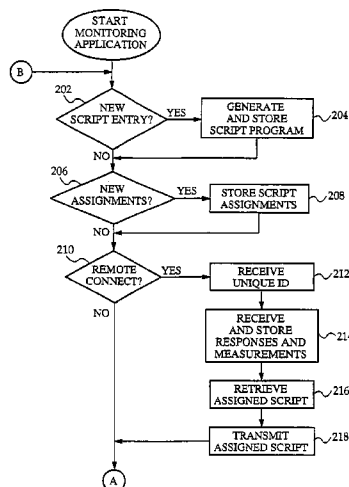 START
MONITORING
APPLICATION
B
202
NEW
SCRIPT ENTRY?
YES
GENERATE
AND STORE
SCRIPT PROGRAM
204
NO
206
NEW
ASSIGNMENTS?
YES
STORE SCRIPT
ASSIGNMENTS
208
NO
210
REMOTE
CONNECT?
YES
RECEIVE
UNIQUE ID
212
NO
RECEIVE
AND STORE
RESPONSES AND
MEASUREMENTS
214
RETRIEVE
ASSIGNED SCRIPT
216
TRANSMIT
ASSIGNED SCRIPT
218
A